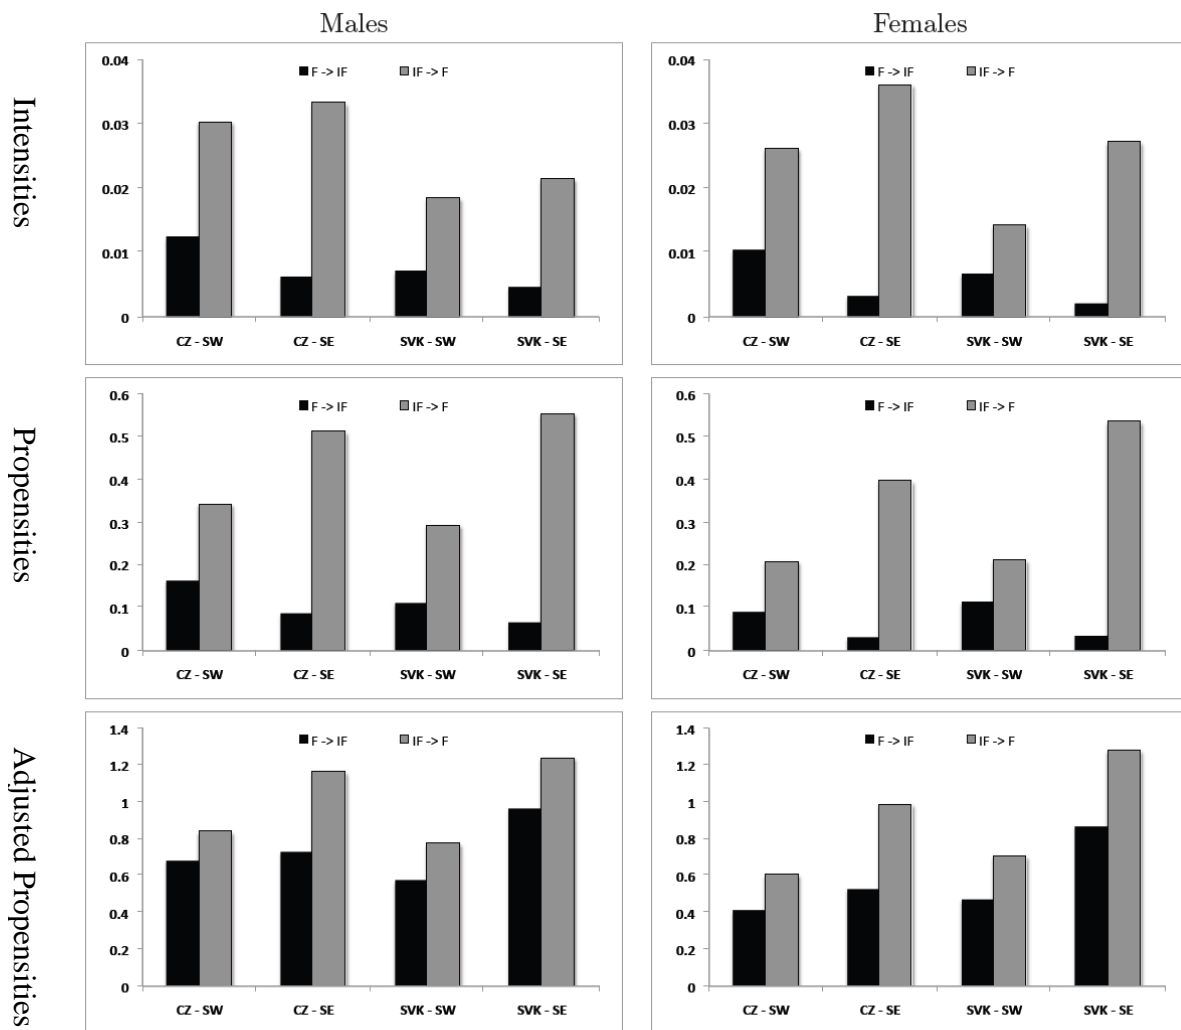 Males
Females
Intensities
0.04
0.03
0.02
0.01
0
F -> IF
IF -> F
CZ - SW
CZ - SE
SVK - SW
SVK - SE
0.04
0.03
0.02
0.01
0
F -> IF
IF -> F
CZ - SW
CZ - SE
SVK - SW
SVK - SE
Propensities
0.6
0.5
0.4
0.3
0.2
0.1
0
F -> IF
IF -> F
CZ - SW
CZ - SE
SVK - SW
SVK - SE
0.6
0.5
0.4
0.3
0.2
0.1
0
F -> IF
IF -> F
CZ - SW
CZ - SE
SVK - SW
SVK - SE
Adjusted Propensities
1.4
1.2
1
0.8
0.6
0.4
0.2
0
F -> IF
IF -> F
CZ - SW
CZ - SE
SVK - SW
SVK - SE
1.4
1.2
1
0.8
0.6
0.4
0.2
0
F -> IF
IF -> F
CZ - SW
CZ - SE
SVK - SW
SVK - SE